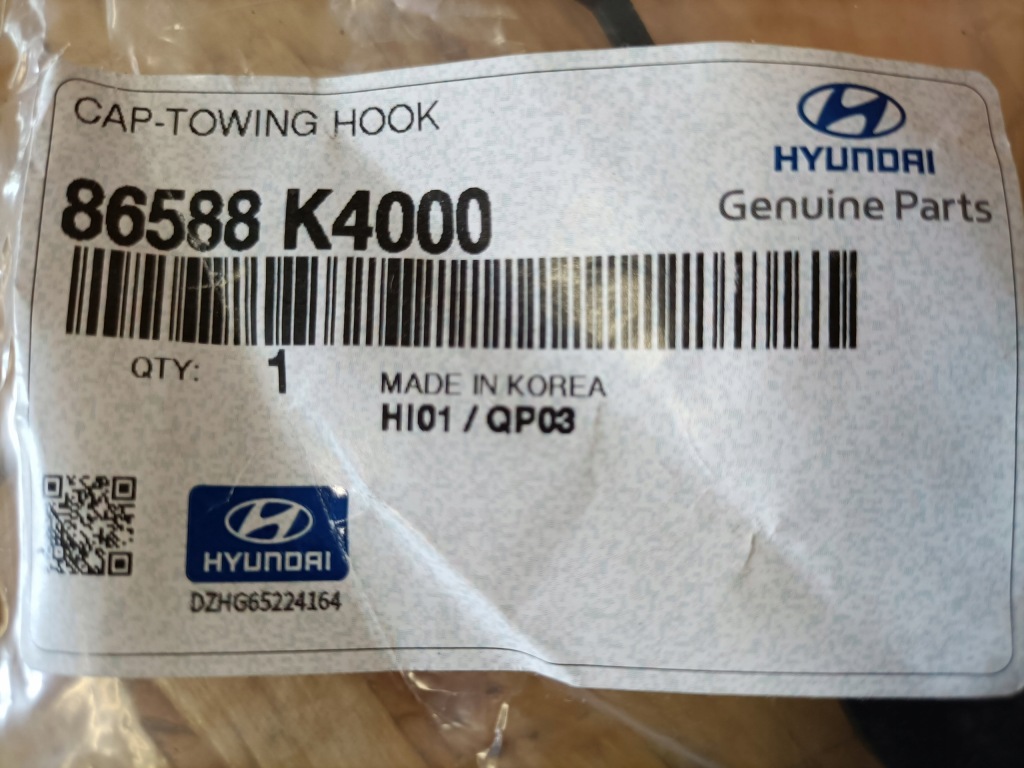 CAP-TOWING HOOK
HYUNDAI
Genuine Parts
86588 K4000
QTY: 1
MADE IN KOREA
HI01 / QP03
HYUNDAI
DZHG65224164